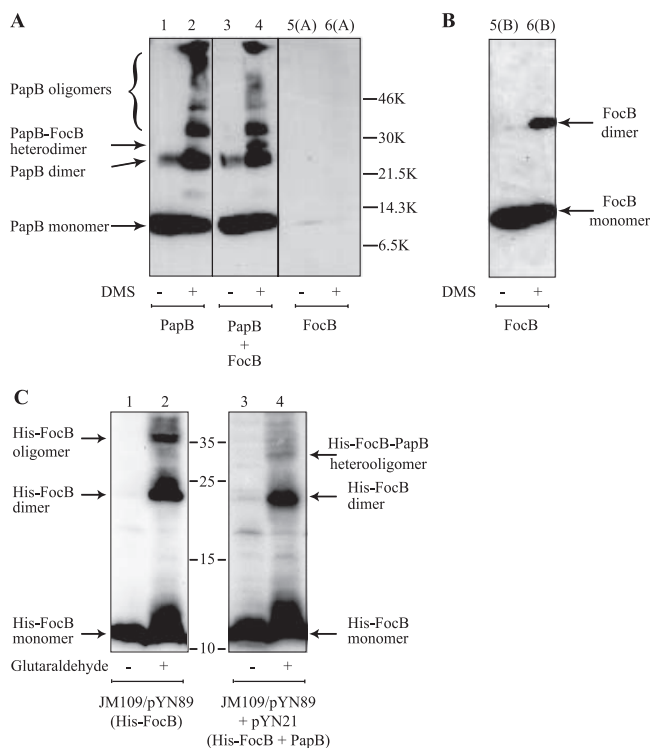 A
1 2 3 4 5(A) 6(A)
PapB oligomers
PapB-FocB
heterodimer
PapB dimer
PapB monomer
46K
30K
21.5K
14.3K
6.5K
DMS - + - + - +
PapB
PapB
+
FocB
FocB
B
5(B) 6(B)
FocB
dimer
FocB
monomer
DMS - +
FocB
C
1 2 3 4
His-FocB
oligomer
His-FocB
dimer
His-FocB
monomer
35
25
15
10
His-FocB-PapB
heterooligomer
His-FocB
dimer
His-FocB
monomer
Glutaraldehyde - + - +
JM109/pYN89
(His-FocB)
JM109/pYN89
+ pYN21
(His-FocB + PapB)